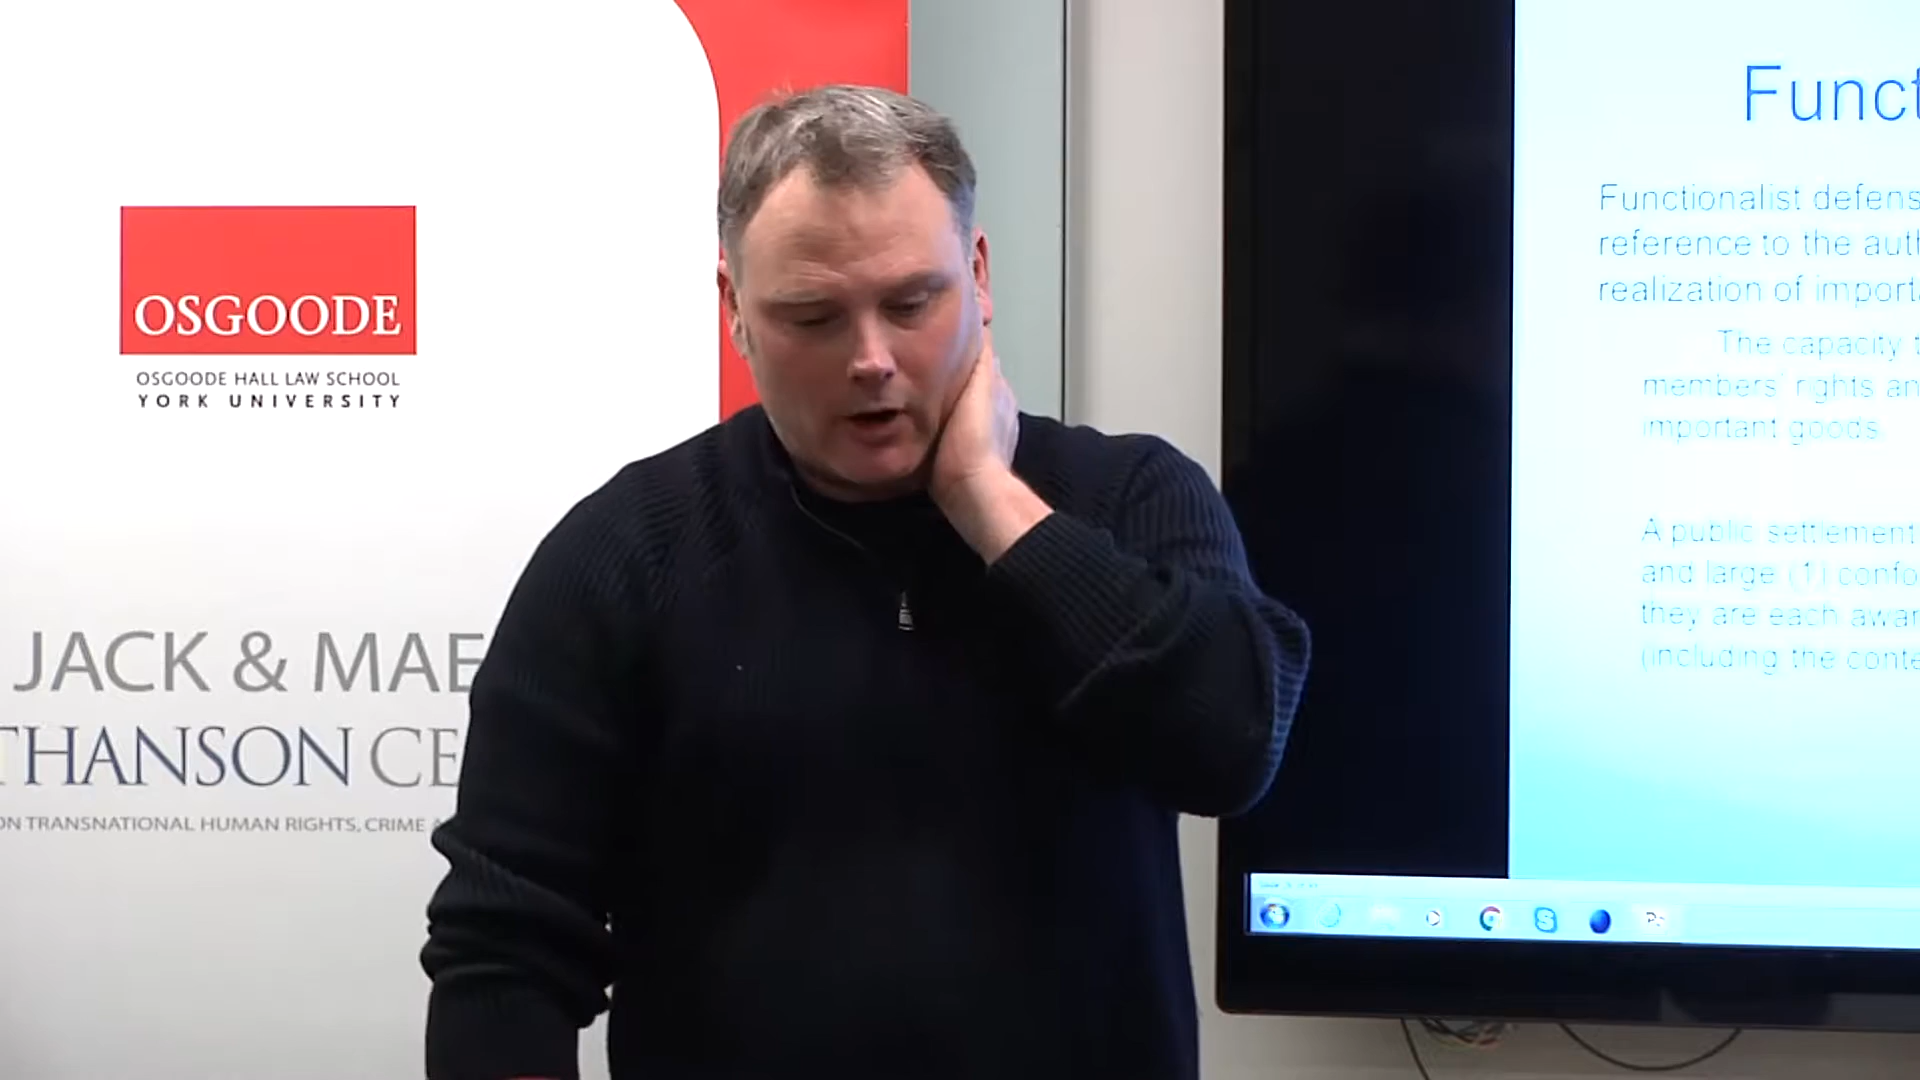 OSGOODE
OSGOODE HALL LAW SCHOOL
YORK UNIVERSITY
JACK & MAE
THANSON CE
ON TRANSNATIONAL HUMAN RIGHTS, CRIME
Funct
Functionalist defens
reference to the auth
realization of importa
The capacity t
members' rights an
important goods.
A public settlement
and large (1) confo
they are each awar
(including the conte